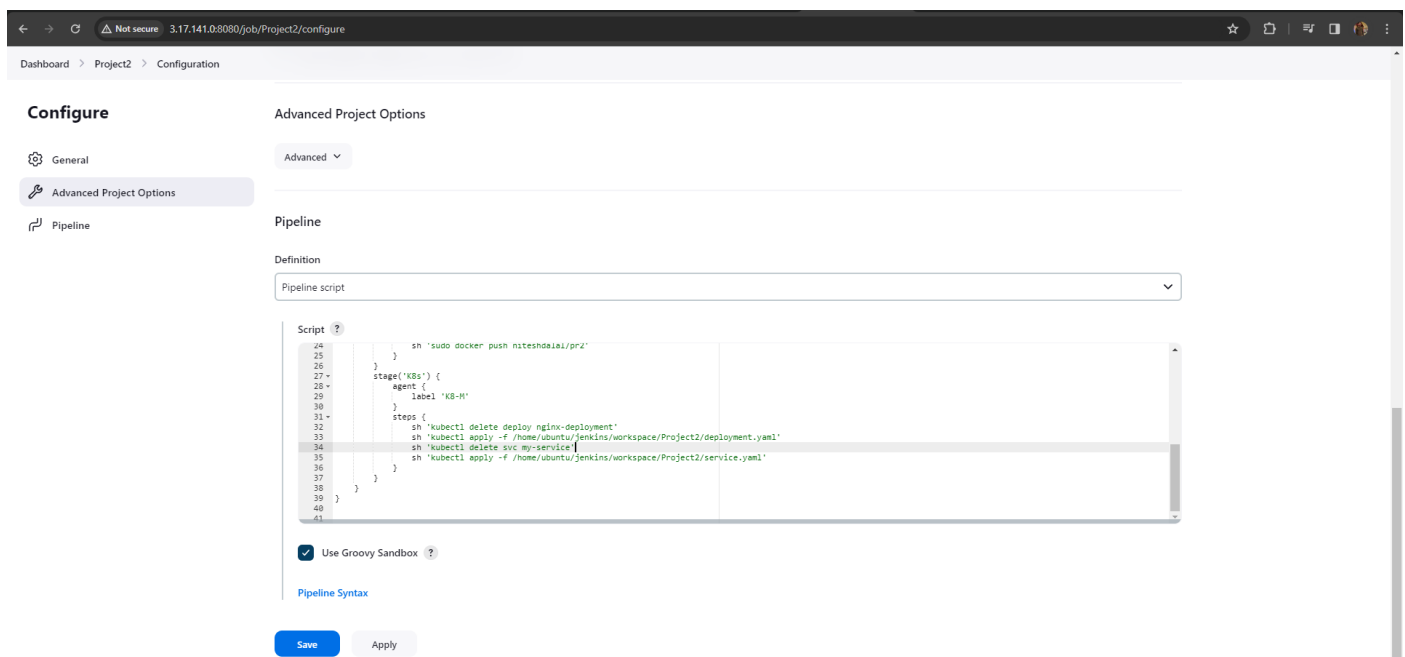 Not secure 3.17.141.0:8080/job/Project2/configure
Dashboard > Project2 > Configuration
Configure
General
Advanced Project Options
Pipeline
Advanced Project Options
Advanced
Pipeline
Definition
Pipeline script
Script ?
24 sh 'sudo docker push niteshdalal/pr2'
25 }
26 }
27 stage('K8s') {
28 agent {
29 label 'K8-M'
30 }
31 steps {
32 sh 'kubectl delete deploy nginx-deployment'
33 sh 'kubectl apply -f /home/ubuntu/jenkins/workspace/Project2/deployment.yaml'
34 sh 'kubectl delete svc my-service'
35 sh 'kubectl apply -f /home/ubuntu/jenkins/workspace/Project2/service.yaml'
36 }
37 }
38 }
39 }
40
41
Use Groovy Sandbox ?
Pipeline Syntax
Save Apply